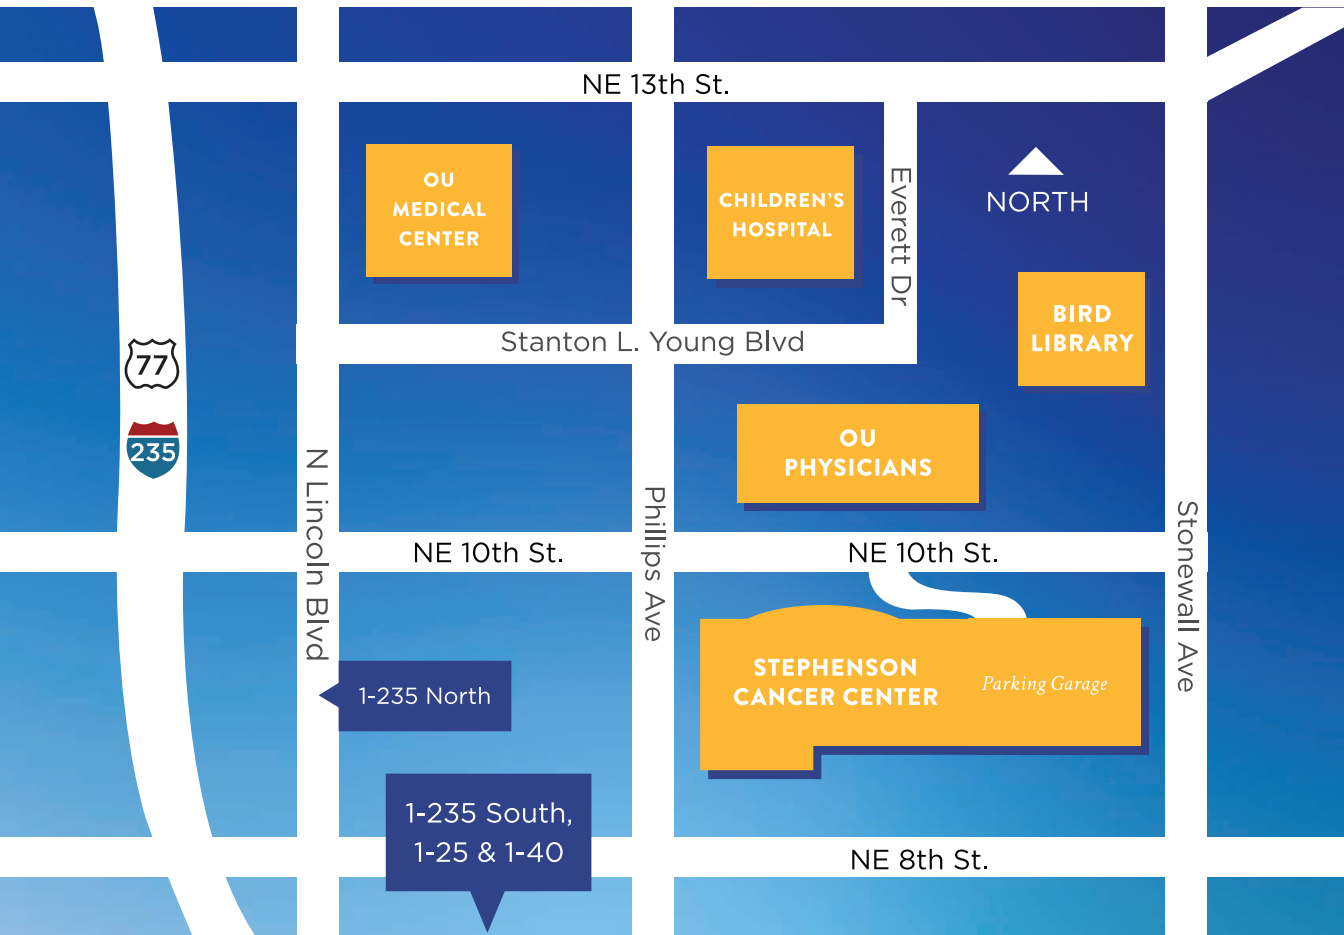 NE 13th St.
OU
MEDICAL
CENTER
CHILDREN'S
HOSPITAL
Everett Dr
NORTH
BIRD
LIBRARY
Stanton L. Young Blvd
77
235
OU
PHYSICIANS
N Lincoln Blvd
Phillips Ave
Stonewall Ave
NE 10th St.
NE 10th St.
STEPHENSON
CANCER CENTER
Parking Garage
1-235 North
1-235 South,
1-25 & 1-40
NE 8th St.